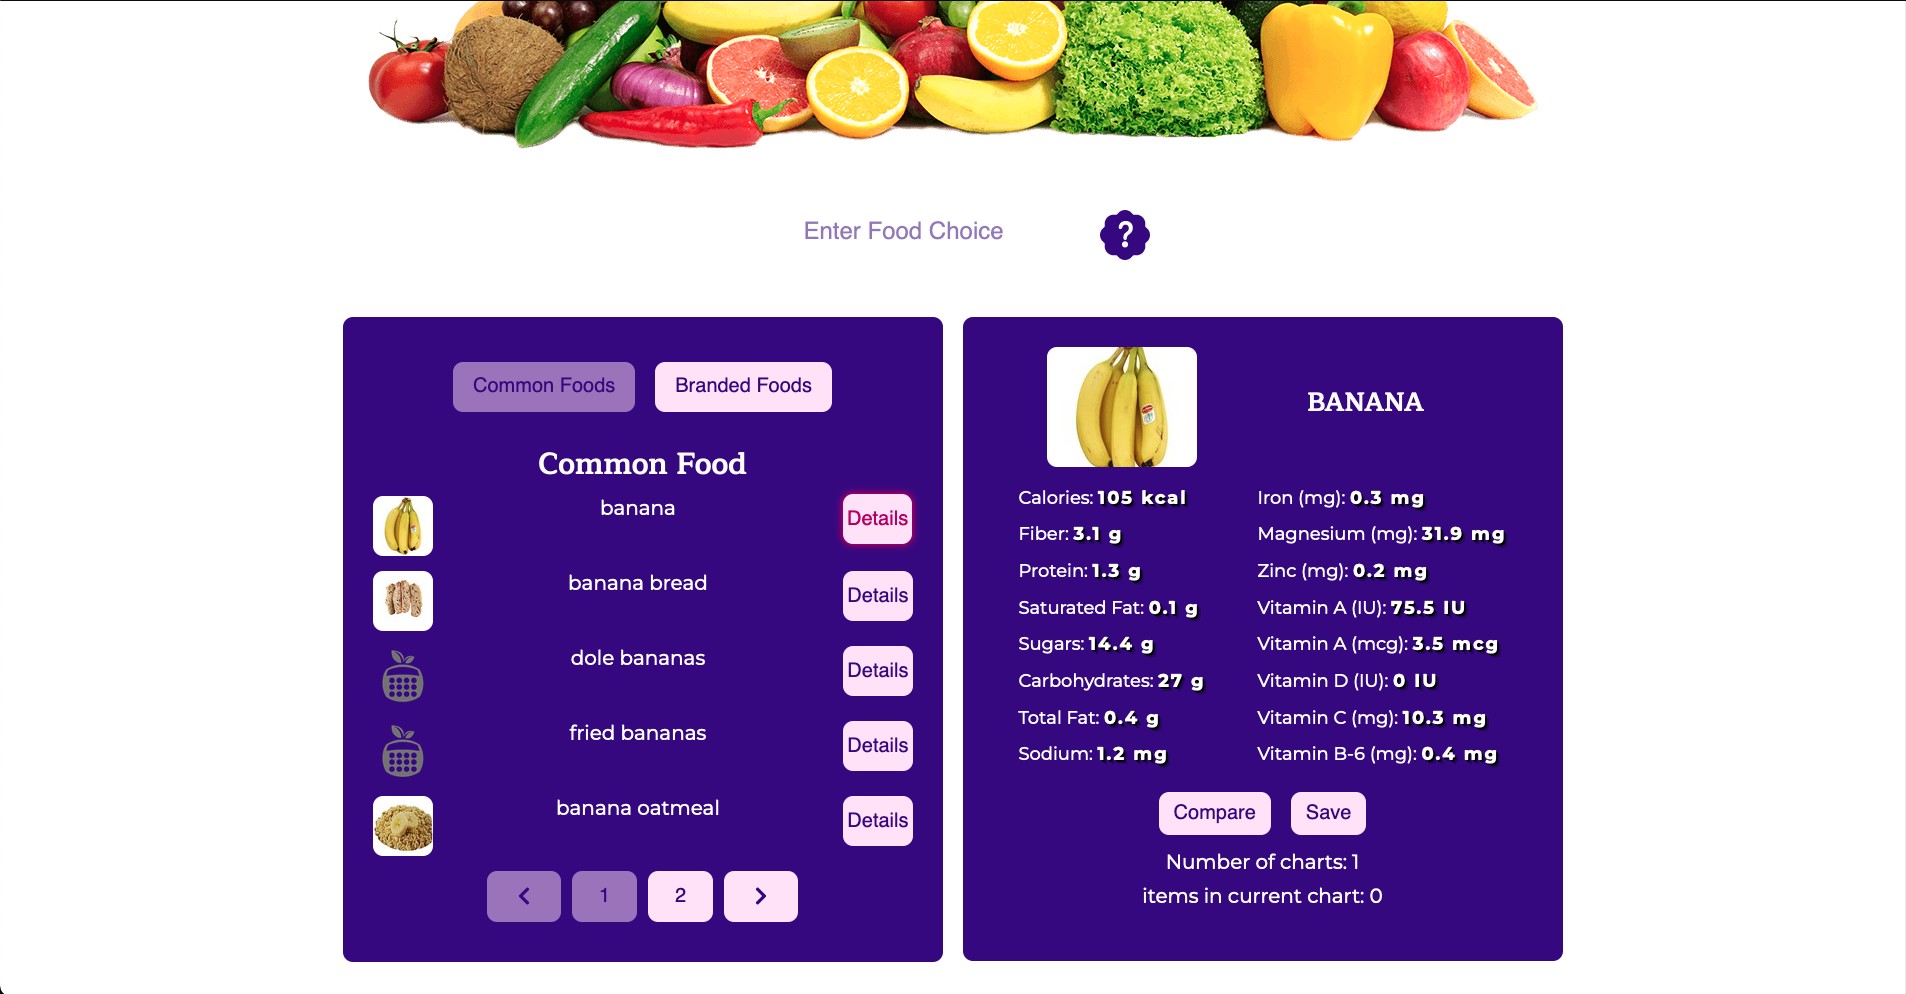 Enter Food Choice
?
Common Foods
Branded Foods
Common Food
banana
Details
banana bread
Details
dole bananas
Details
fried bananas
Details
banana oatmeal
Details
1
2
BANANA
Calories: 105 kcal
Fiber: 3.1 g
Protein: 1.3 g
Saturated Fat: 0.1 g
Sugars: 14.4 g
Carbohydrates: 27 g
Total Fat: 0.4 g
Sodium: 1.2 mg
Iron (mg): 0.3 mg
Magnesium (mg): 31.9 mg
Zinc (mg): 0.2 mg
Vitamin A (IU): 75.5 IU
Vitamin A (mcg): 3.5 mcg
Vitamin D (IU): 0 IU
Vitamin C (mg): 10.3 mg
Vitamin B-6 (mg): 0.4 mg
Compare
Save
Number of charts: 1
items in current chart: 0